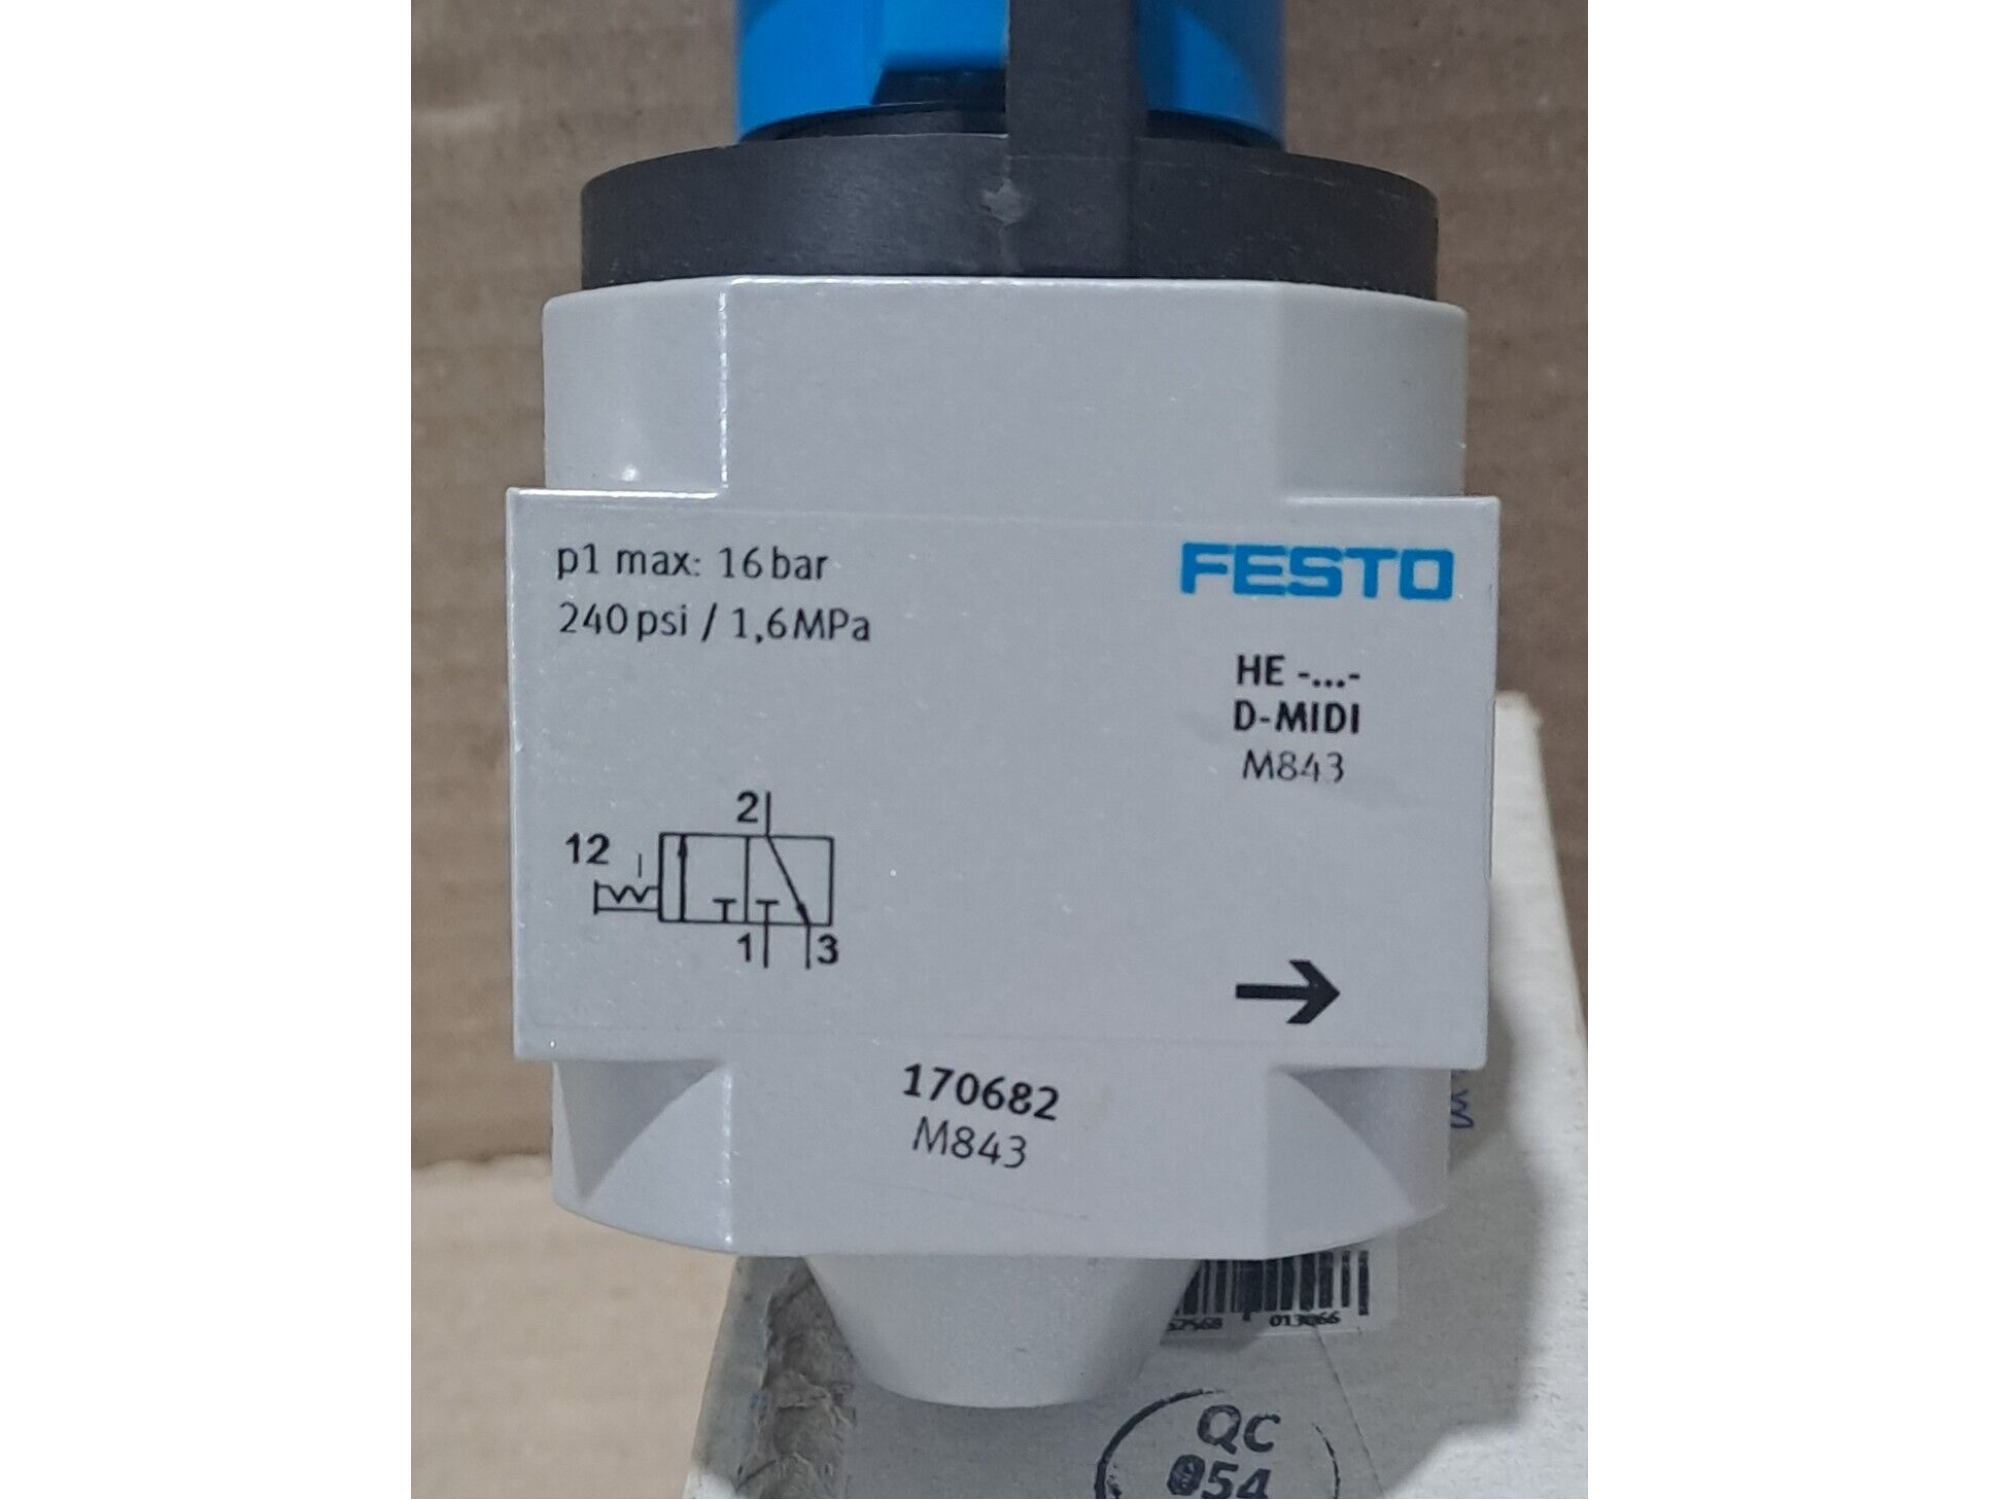 p1 max: 16 bar
240 psi / 1,6 MPa
FESTO
HE -...-
D-MIDI
M843
2
12
1
3
170682
M843
013066
QC
054